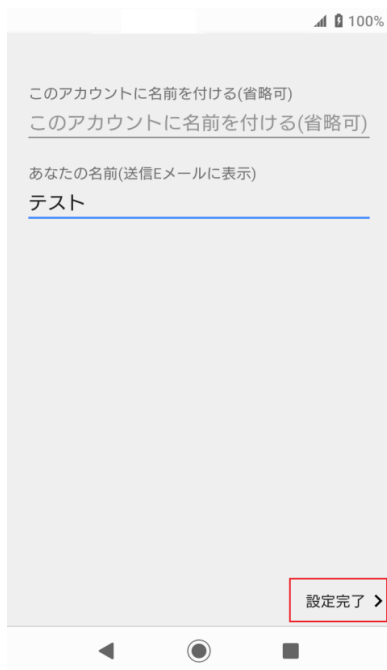 100%
このアカウントに名前を付ける(省略可)
このアカウントに名前を付ける(省略可)
あなたの名前(送信Eメールに表示)
テスト
設定完了